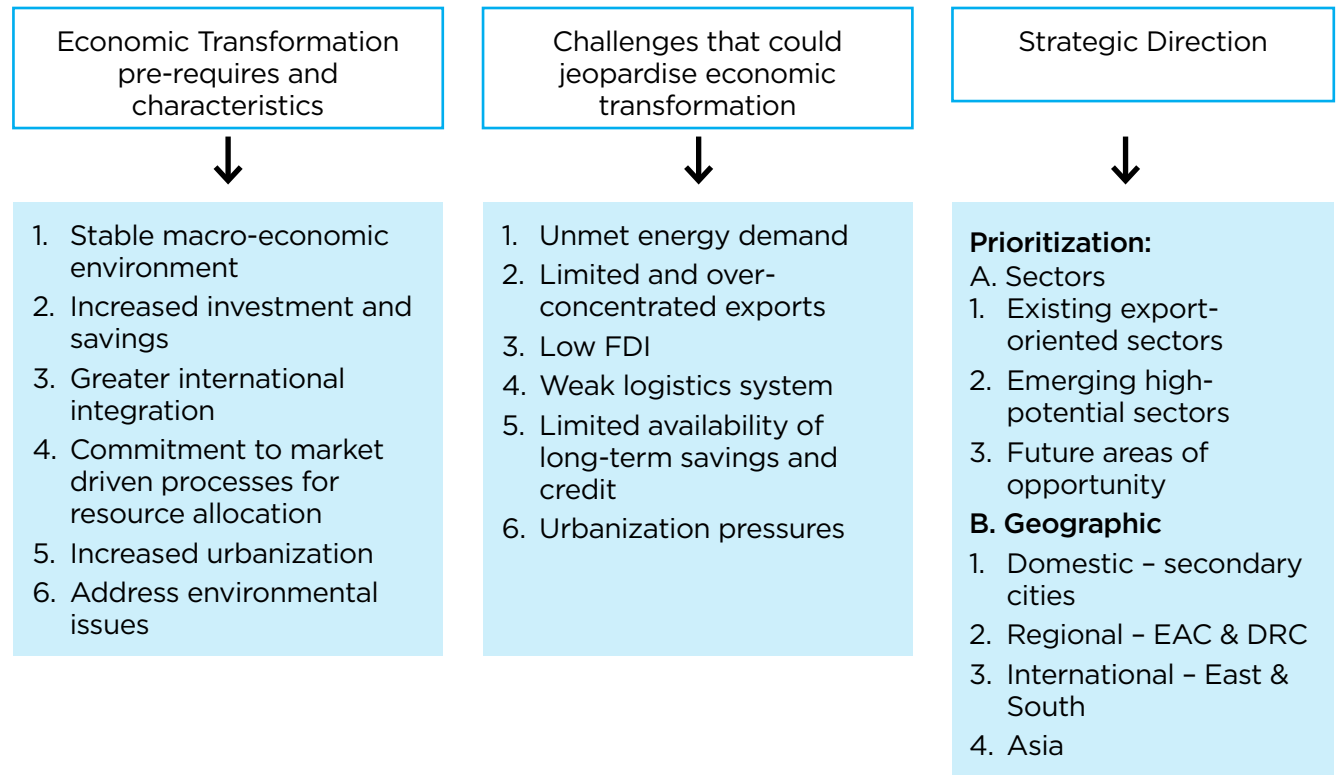 Economic Transformation
pre-requires and
characteristics
1. Stable macro-economic
environment
2. Increased investment and
savings
3. Greater international
integration
4. Commitment to market
driven processes for
resource allocation
5. Increased urbanization
6. Address environmental
issues
Challenges that could
jeopardise economic
transformation
1. Unmet energy demand
2. Limited and over-
concentrated exports
3. Low FDI
4. Weak logistics system
5. Limited availability of
long-term savings and
credit
6. Urbanization pressures
Strategic Direction
Prioritization:
A. Sectors
1. Existing export-
oriented sectors
2. Emerging high-
potential sectors
3. Future areas of
opportunity
B. Geographic
1. Domestic – secondary
cities
2. Regional – EAC & DRC
3. International – East &
South
4. Asia